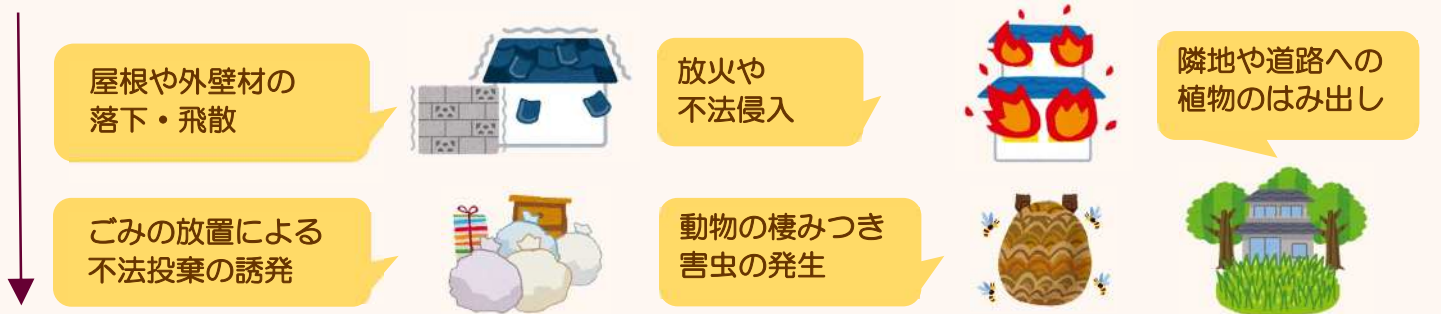 屋根や外壁材の
落下・飛散
放火や
不法侵入
隣地や道路への
植物のはみ出し
ごみの放置による
不法投棄の誘発
動物の棲みつき
害虫の発生